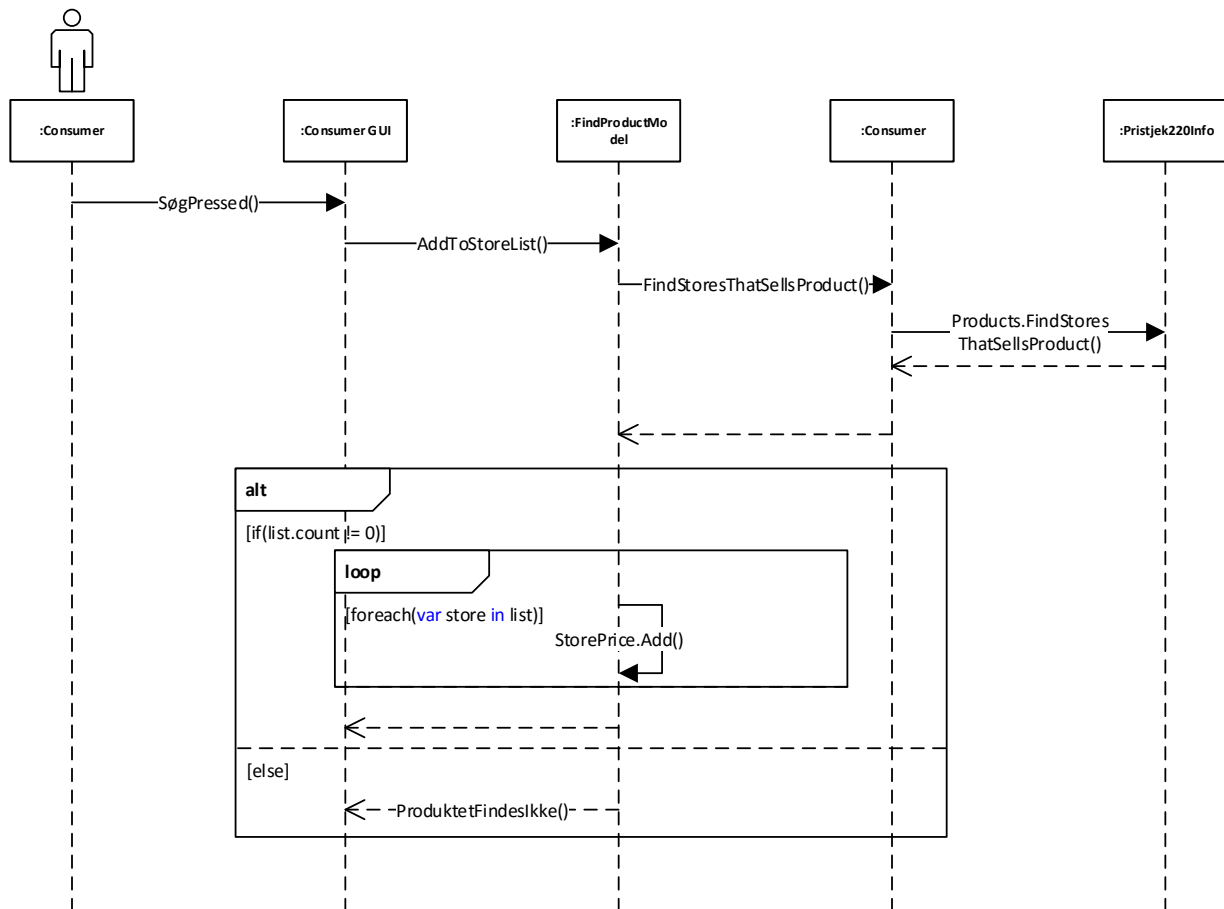 :Consumer
:Consumer GUI
:FindProductMo
del
:Consumer
:Pristjek220Info
SøgPressed()
AddToStoreList()
FindStoresThatSellsProduct()
Products.FindStores
ThatSellsProduct()
alt
[if(list.count != 0)]
loop
[foreach(var store in list)]
StorePrice.Add()
[else]
ProduktetFindesIkke()